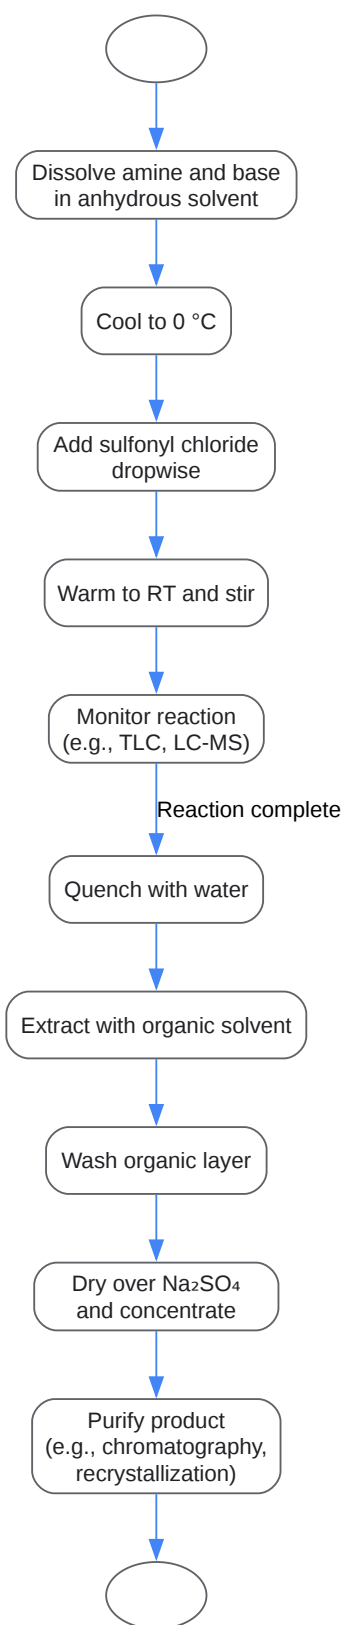 Dissolve amine and base
in anhydrous solvent
Cool to 0 °C
Add sulfonyl chloride
dropwise
Warm to RT and stir
Monitor reaction
(e.g., TLC, LC-MS)
Reaction complete
Quench with water
Extract with organic solvent
Wash organic layer
Dry over Na₂SO₄
and concentrate
Purify product
(e.g., chromatography,
recrystallization)